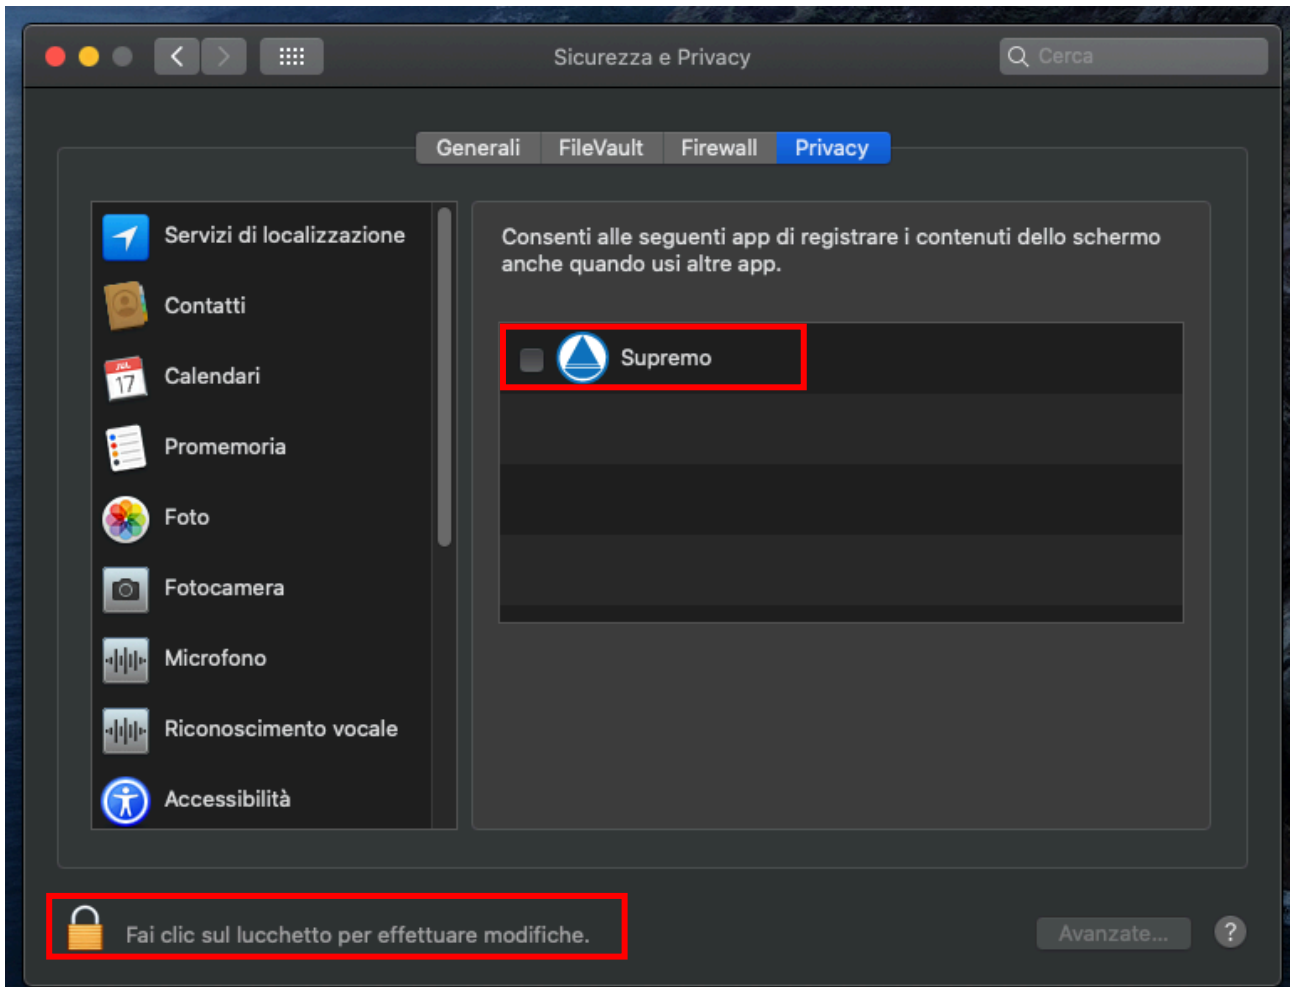 Sicurezza e Privacy
Cerca
Generali FileVault Firewall Privacy
Servizi di localizzazione
Contatti
JUL
17
Calendari
Promemoria
Foto
Fotocamera
Microfono
Riconoscimento vocale
Accessibilità
Consenti alle seguenti app di registrare i contenuti dello schermo
anche quando usi altre app.
Supremo
Fai clic sul lucchetto per effettuare modifiche.
Avanzate...
?